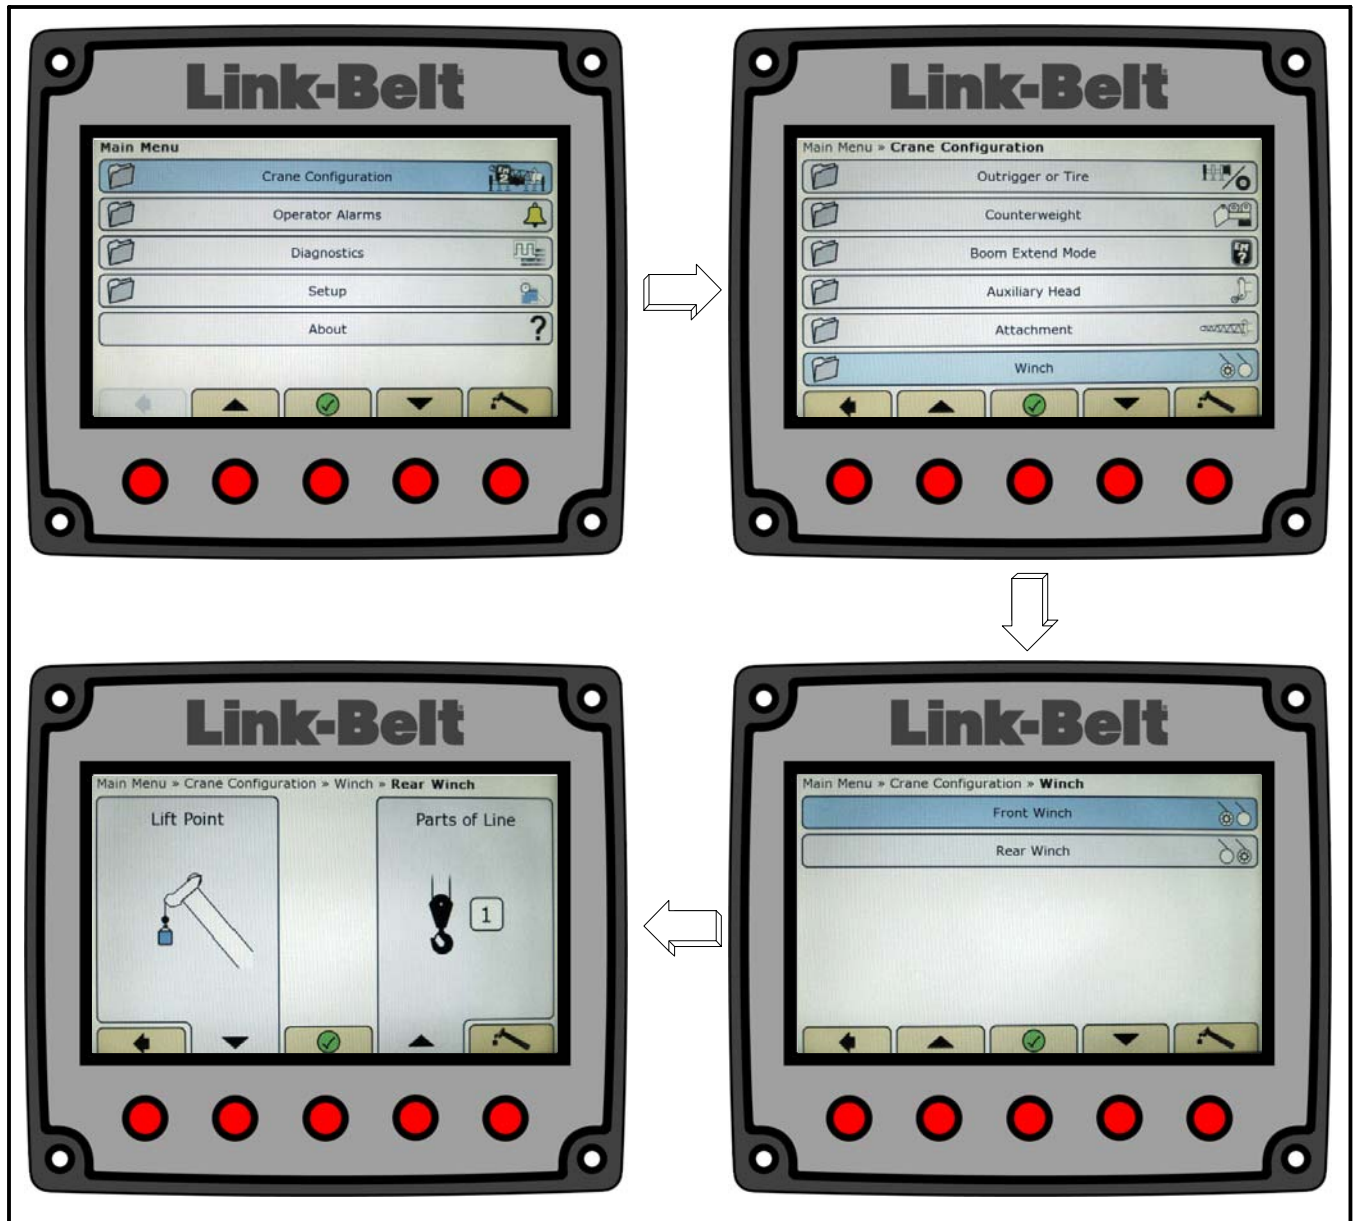 Link-Belt
Main Menu
Crane Configuration
Operator Alarms
Diagnostics
Setup
About
?
Link-Belt
Main Menu » Crane Configuration
Outrigger or Tire
Counterweight
Boom Extend Mode
Auxiliary Head
Attachment
Winch
Link-Belt
Main Menu » Crane Configuration » Winch » Rear Winch
Lift Point
Parts of Line
1
Link-Belt
Main Menu » Crane Configuration » Winch
Front Winch
Rear Winch